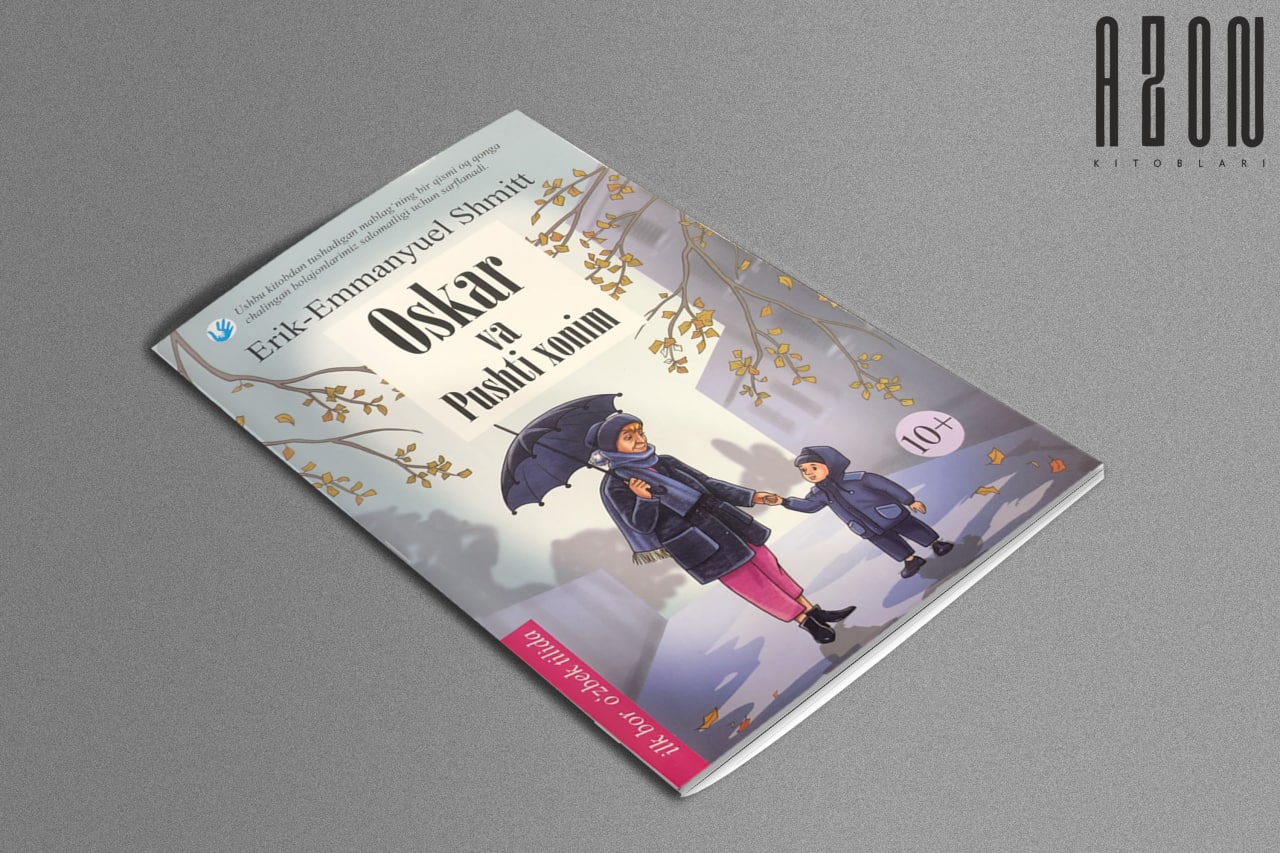 AZON
KITOBLARI
Ushbu kitobdan tushadigan mablag'ning bir qismi oq qonga
chalingan bolajonlarimiz salomatligi uchun sarflanadi.
Erik-Emmanyuel Shmitt
Oskar
va
Pushti xonim
10+
ilk bor o'zbek tilida